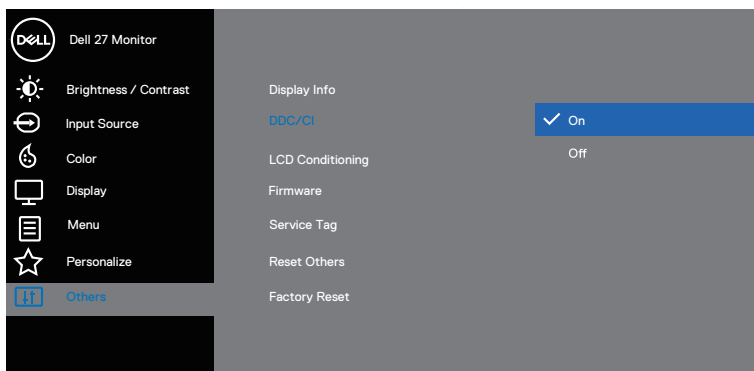 DELL
Dell 27 Monitor
Brightness / Contrast
Input Source
Color
Display
Menu
Personalize
Others
Display Info
DDC/CI
LCD Conditioning
Firmware
Service Tag
Reset Others
Factory Reset
On
Off